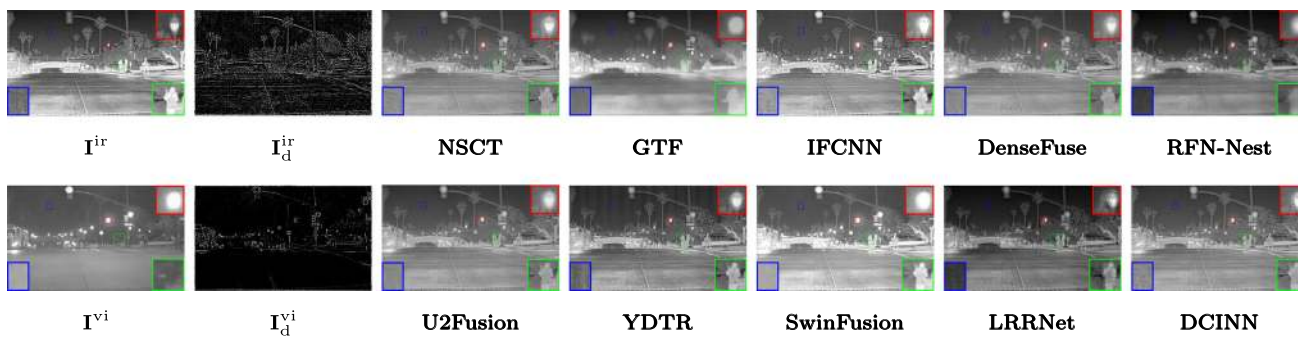 I^ir I_d^ir NSCT GTF IFCNN DenseFuse RFN-Nest
I^vi I_d^vi U2Fusion YDTR SwinFusion LRRNet DCINN